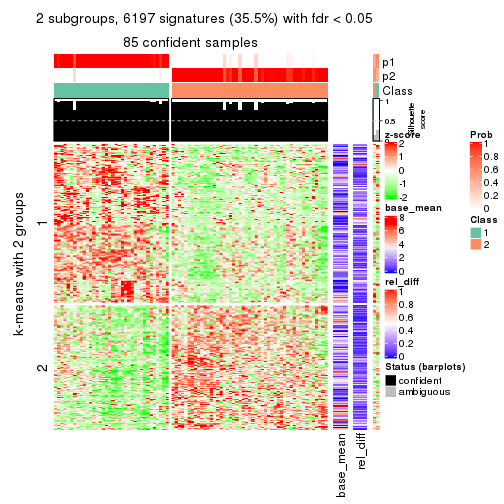 2 subgroups, 6197 signatures (35.5%) with fdr < 0.05
85 confident samples
p1
p2
Class
1
0.5
0
Silhouette
score
k-means with 2 groups
1
2
base_mean
rel_diff
z-score
2
1
0
-1
-2
base_mean
8
6
4
2
0
rel_diff
1
0.8
0.6
0.4
0.2
0
Status (barplots)
confident
ambiguous
Prob
1
0.8
0.6
0.4
0.2
0
Class
1
2